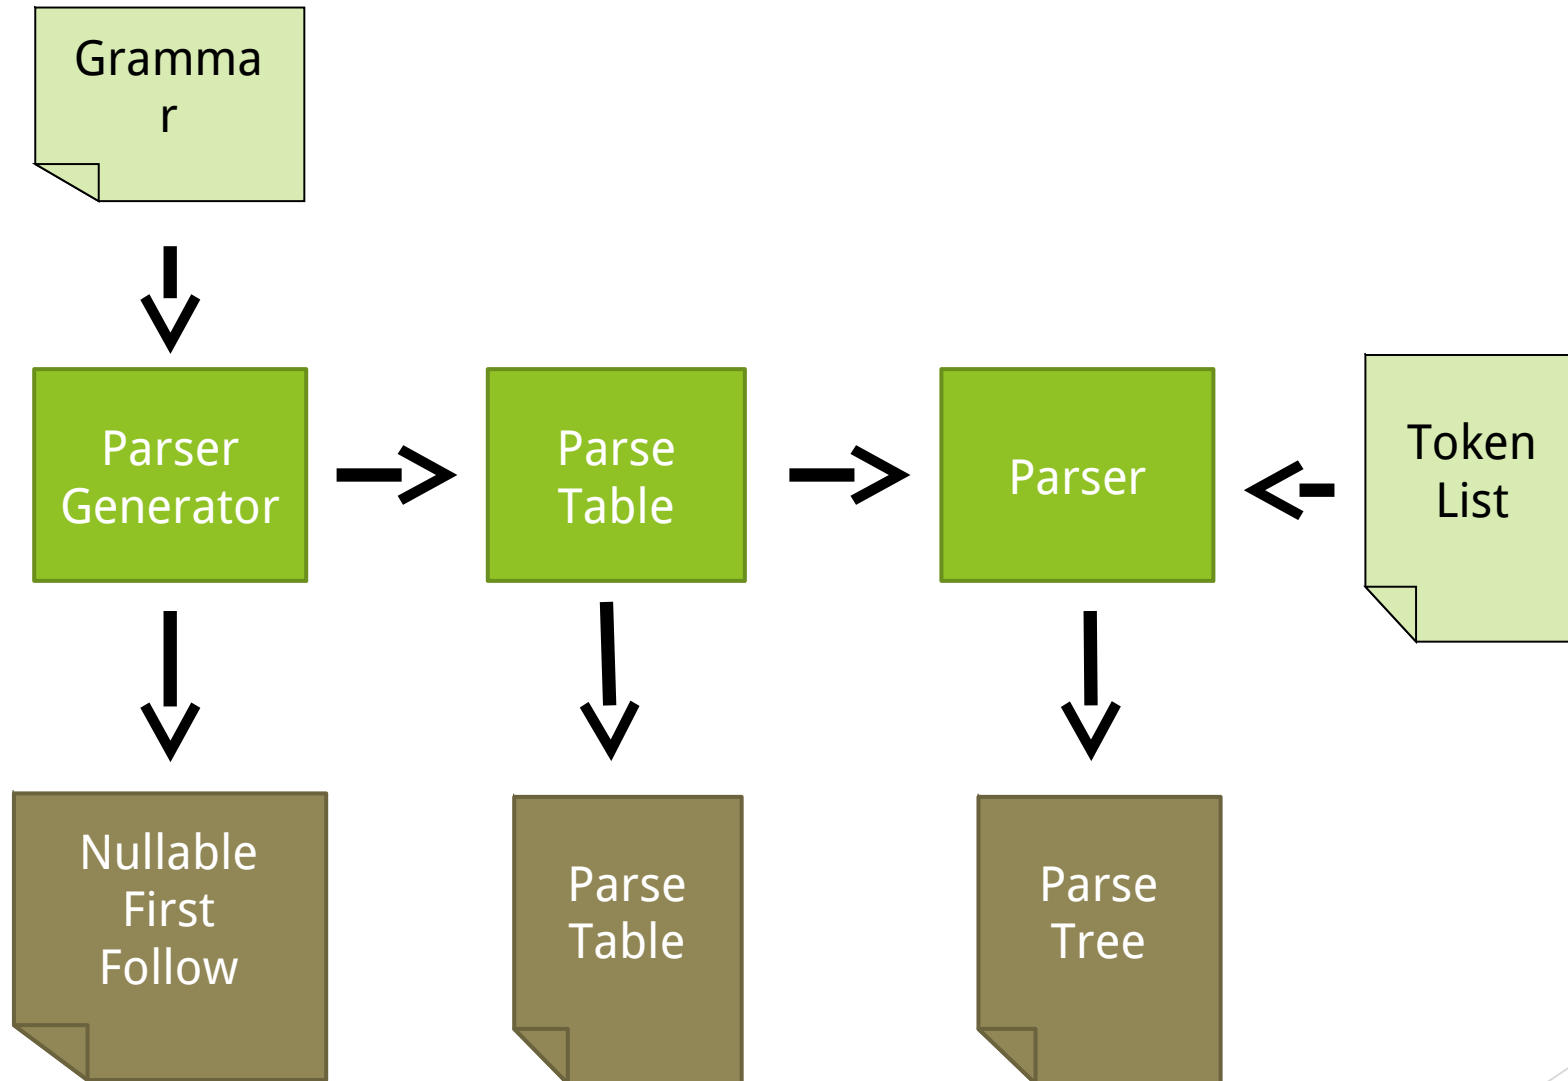 Gramma
r
Parser
Generator
Parse
Table
Parser
Token
List
Nullable
First
Follow
Parse
Table
Parse
Tree